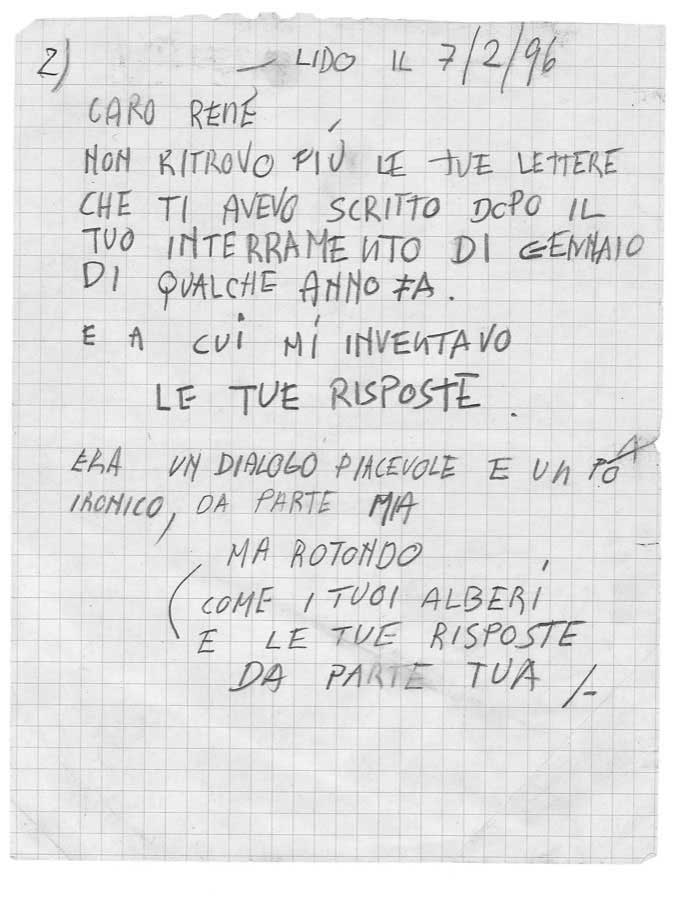 2)
— LIDO IL 7/2/96
CARO RENÉ
NON RITROVO PIÚ LE TUE LETTERE
CHE TI AVEVO SCRITTO DOPO IL
TUO INTERRAMENTO DI GENNAIO
DI QUALCHE ANNO FA.
E A CUI MI INVENTAVO
LE TUE RISPOSTE.
ERA UN DIALOGO PIACEVOLE E UN PO
IRONICO, DA PARTE MIA
MA ROTONDO
(COME I TUOI ALBERI
E LE TUE RISPOSTE
DA PARTE TUA /-